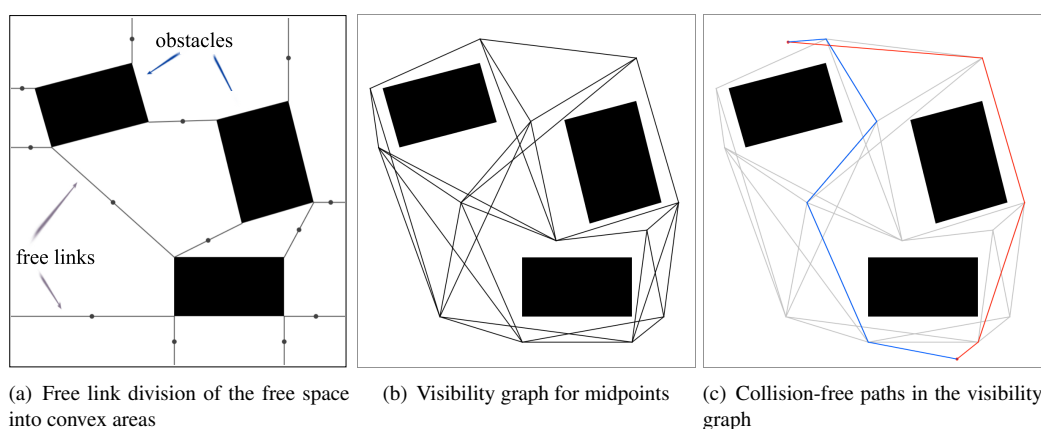 obstacles
free links
(a) Free link division of the free space
into convex areas
(b) Visibility graph for midpoints
(c) Collision-free paths in the visibility
graph